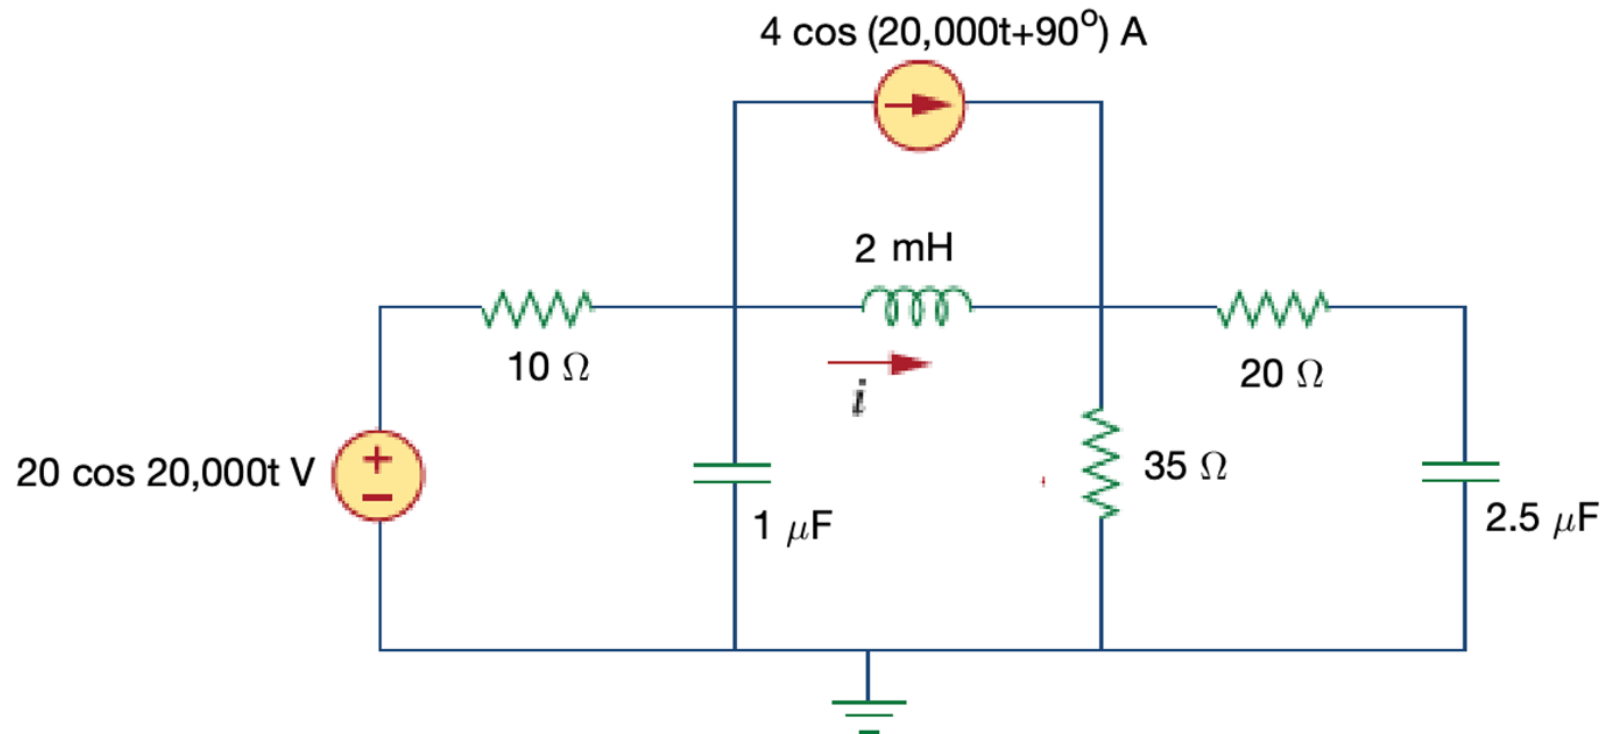 4 cos (20,000t+90°) A
2 mH
10 Ω
i
20 Ω
20 cos 20,000t V
+
−
35 Ω
1 μF
2.5 μF